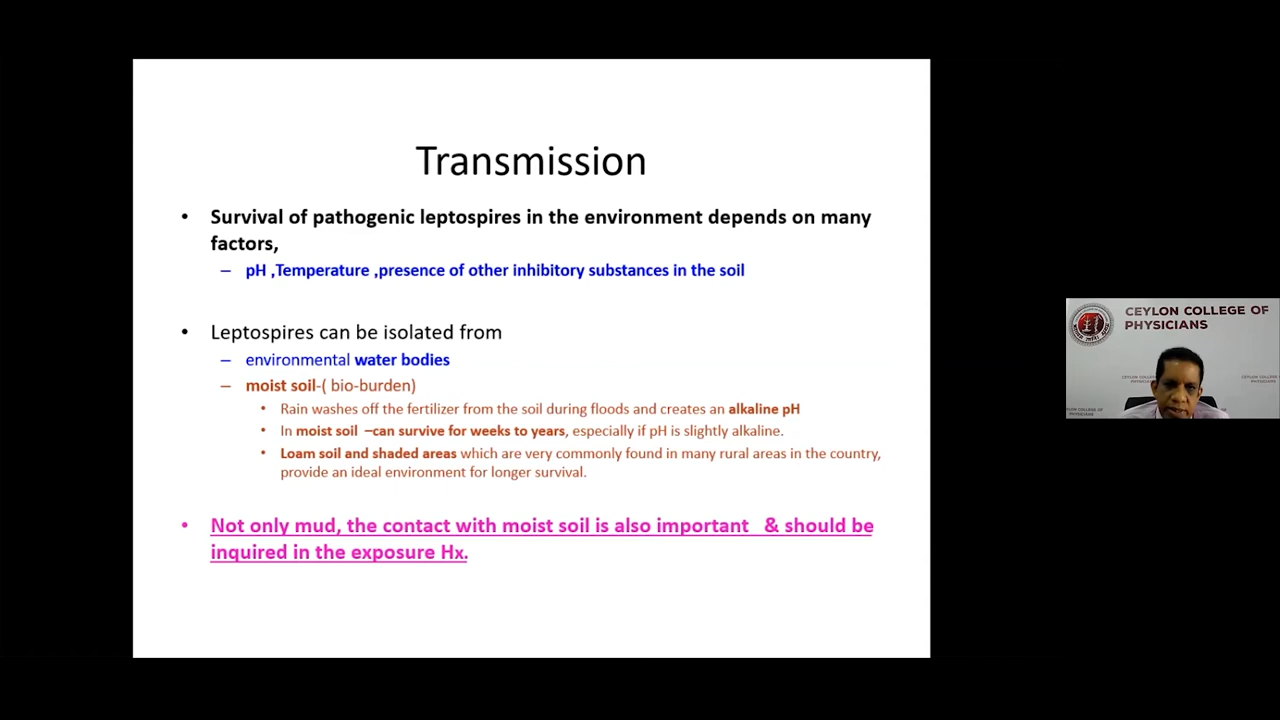 Transmission
• Survival of pathogenic leptospires in the environment depends on many
factors,
– pH ,Temperature ,presence of other inhibitory substances in the soil
• Leptospires can be isolated from
– environmental water bodies
– moist soil-( bio-burden)
• Rain washes off the fertilizer from the soil during floods and creates an alkaline pH
• In moist soil –can survive for weeks to years, especially if pH is slightly alkaline.
• Loam soil and shaded areas which are very commonly found in many rural areas in the country,
provide an ideal environment for longer survival.
• Not only mud, the contact with moist soil is also important & should be
inquired in the exposure Hx.
CEYLON COLLEGE OF
PHYSICIANS